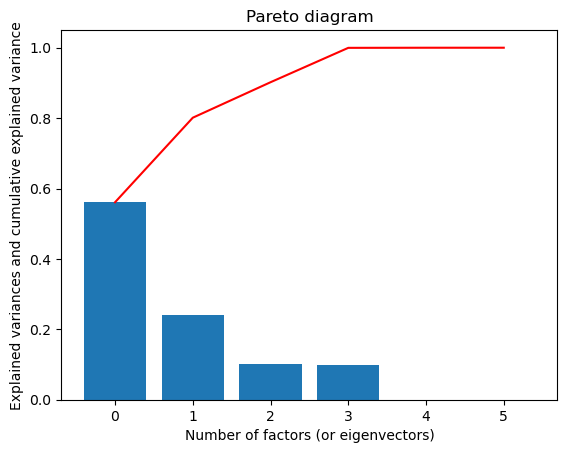 Pareto diagram
Explained variances and cumulative explained variance
1.0
0.8
0.6
0.4
0.2
0.0
0 1 2 3 4 5
Number of factors (or eigenvectors)